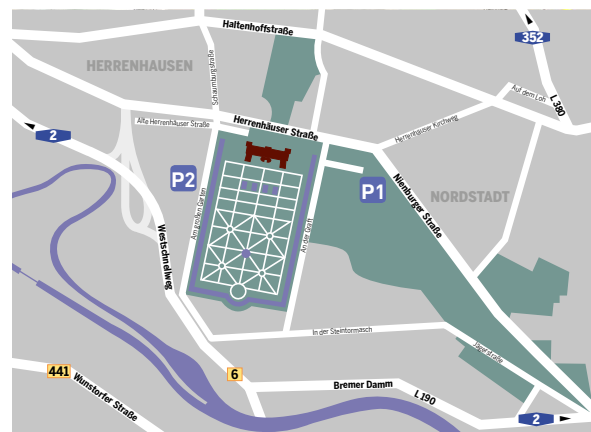 Haltenhoffstraße
352
L 380
HERRENHAUSEN
Schaumburgstraße
Auf dem Loh
Alte Herrenhäuser Straße
Herrenhäuser Straße
Herrenhäuser Kirchweg
2
P2
P1
NORDSTADT
Nienburger Straße
Am großen Garten
An der Graft
Westschnellweg
In der Steintormasch
Jägerstraße
441
Wunstorfer Straße
6
Bremer Damm
L 190
2